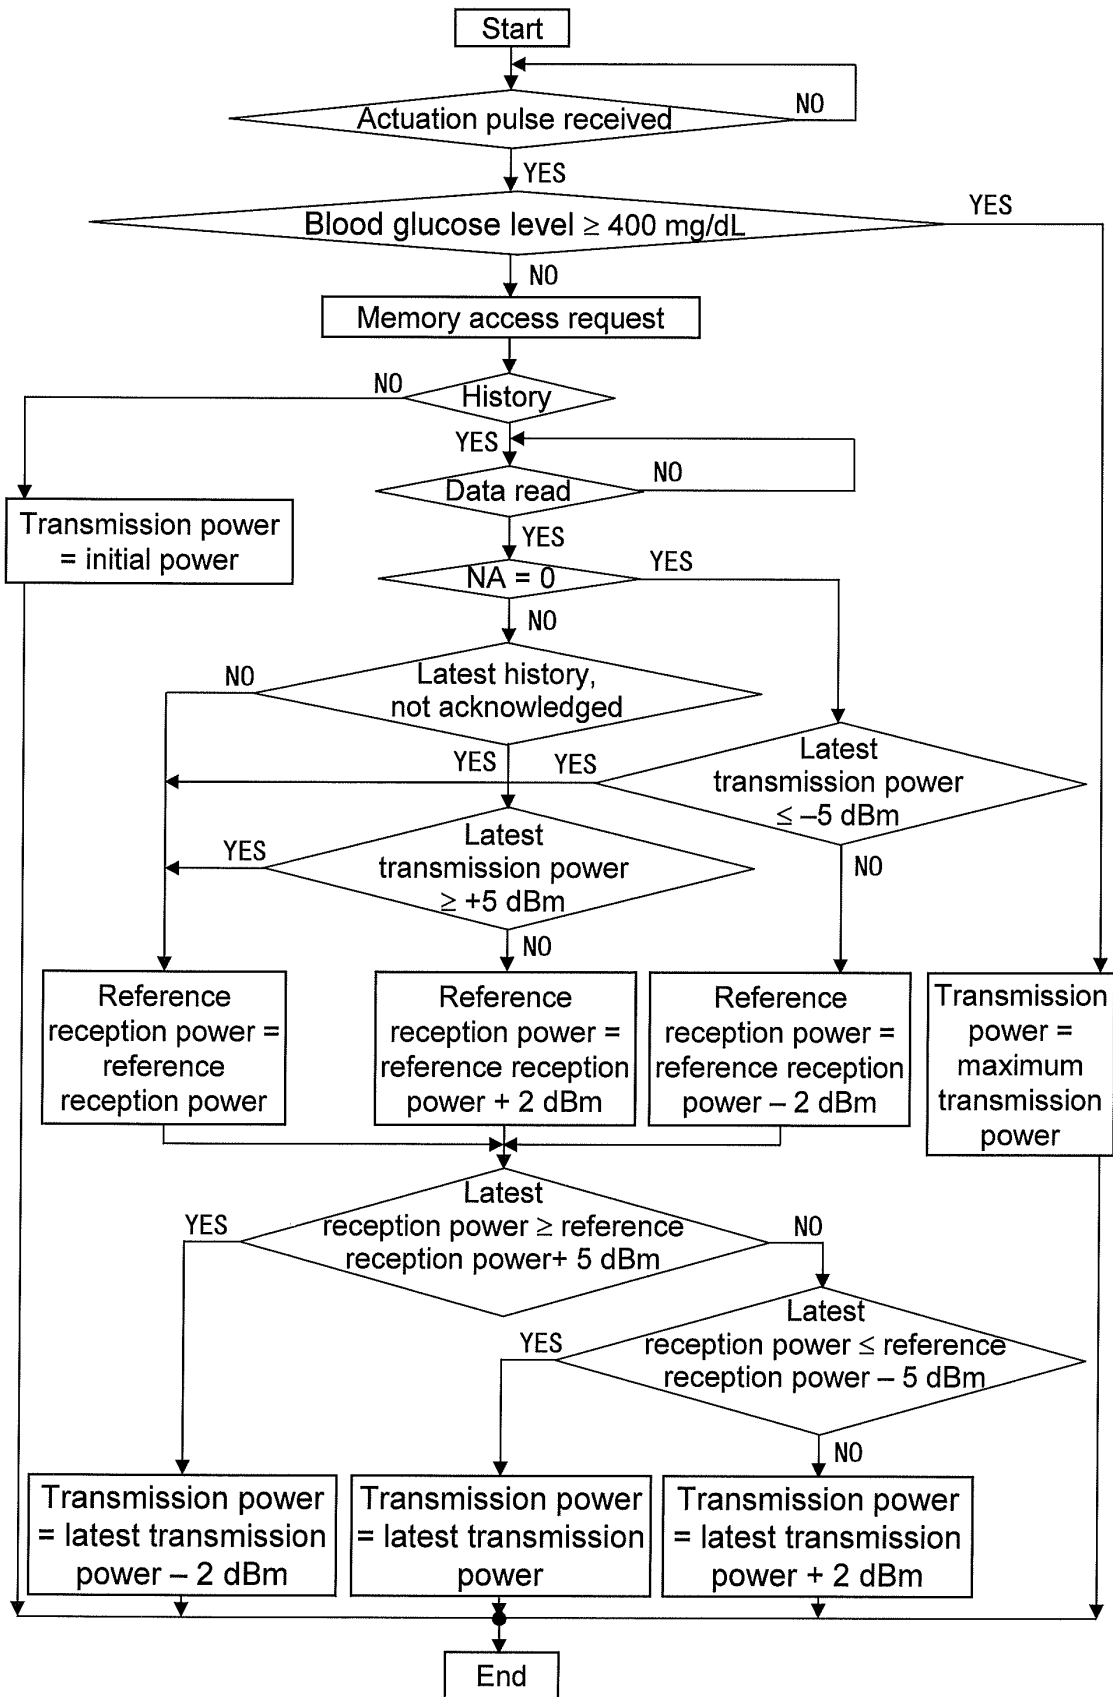 Start
NO
Actuation pulse received
YES
Blood glucose level ≥ 400 mg/dL
YES
NO
Memory access request
NO
History
YES
NO
Data read
Transmission power
= initial power
YES
NA = 0
YES
NO
NO
Latest history,
not acknowledged
YES
YES
Latest
transmission power
≤ –5 dBm
YES
Latest
transmission power
≥ +5 dBm
NO
NO
Reference
reception power =
reference
reception power
Reference
reception power =
reference reception
power + 2 dBm
Reference
reception power =
reference reception
power – 2 dBm
Transmission
power =
maximum
transmission
power
YES
Latest
reception power ≥ reference
reception power+ 5 dBm
NO
YES
Latest
reception power ≤ reference
reception power – 5 dBm
NO
Transmission power
= latest transmission
power – 2 dBm
Transmission power
= latest transmission
power
Transmission power
= latest transmission
power + 2 dBm
End